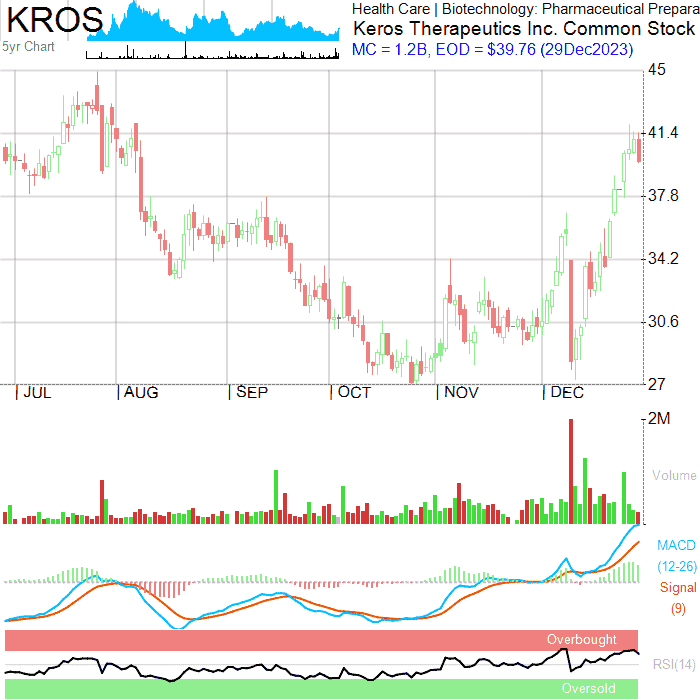 KROS
5yr Chart
Health Care | Biotechnology: Pharmaceutical Prepara
Keros Therapeutics Inc. Common Stock
MC = 1.2B, EOD = $39.76 (29Dec2023)
45
41.4
37.8
34.2
30.6
27
JUL
AUG
SEP
OCT
NOV
DEC
2M
Volume
MACD
(12-26)
Signal
(9)
Overbought
RSI(14)
Oversold